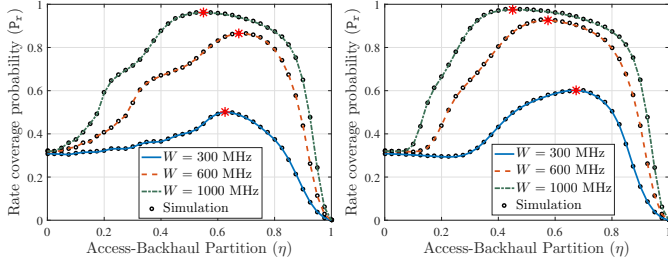 Rate coverage probability (Pr)
1
0.8
0.6
0.4
0.2
0
W = 300 MHz
W = 600 MHz
W = 1000 MHz
Simulation
0 0.2 0.4 0.6 0.8 1
Access-Backhaul Partition (η)
Rate coverage probability (Pr)
1
0.8
0.6
0.4
0.2
0
W = 300 MHz
W = 600 MHz
W = 1000 MHz
Simulation
0 0.2 0.4 0.6 0.8 1
Access-Backhaul Partition (η)